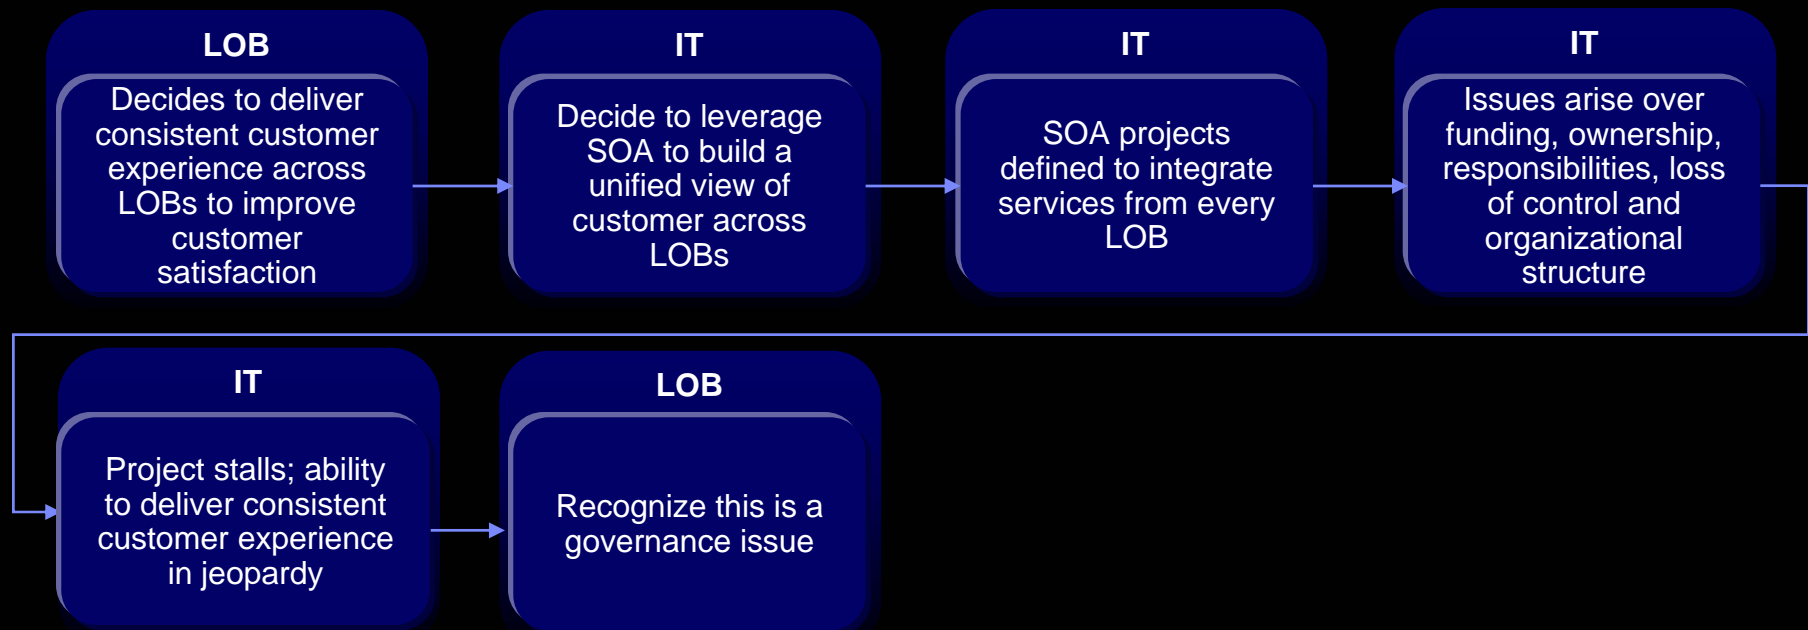 LOB
Decides to deliver
consistent customer
experience across
LOBs to improve
customer
satisfaction
IT
Decide to leverage
SOA to build a
unified view of
customer across
LOBs
IT
SOA projects
defined to integrate
services from every
LOB
IT
Issues arise over
funding, ownership,
responsibilities, loss
of control and
organizational
structure
IT
Project stalls; ability
to deliver consistent
customer experience
in jeopardy
LOB
Recognize this is a
governance issue